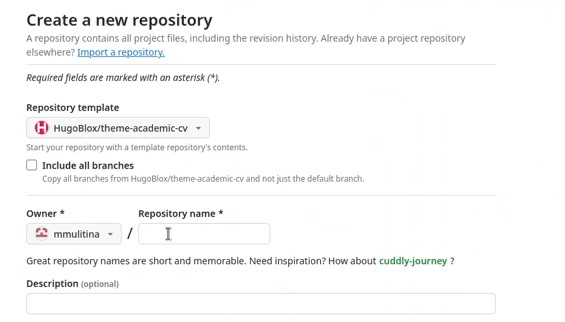 Create a new repository
A repository contains all project files, including the revision history. Already have a project repository
elsewhere? Import a repository.
Required fields are marked with an asterisk (*).
Repository template
HugoBlox/theme-academic-cv
Start your repository with a template repository's contents.
Include all branches
Copy all branches from HugoBlox/theme-academic-cv and not just the default branch.
Owner * Repository name *
mmulitina /
Great repository names are short and memorable. Need inspiration? How about cuddly-journey ?
Description (optional)